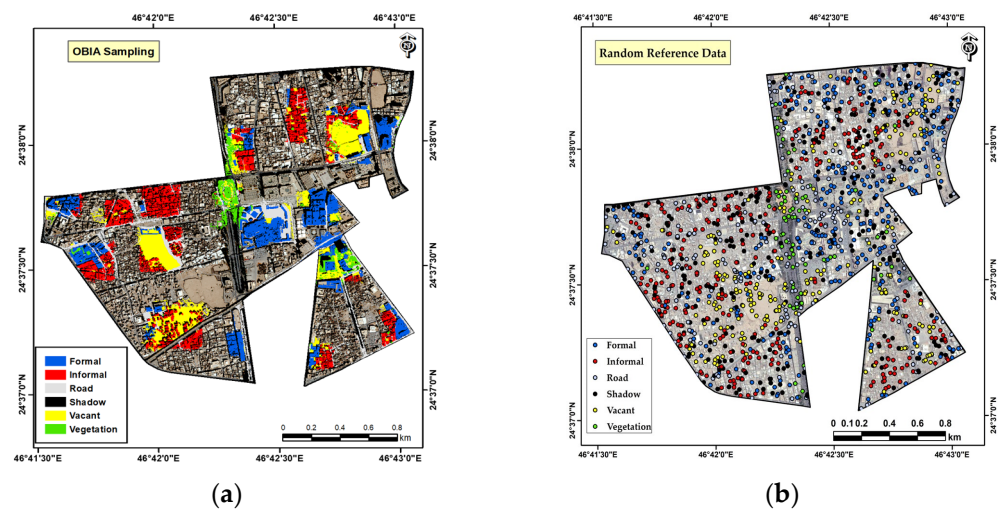 46°42'0"E 46°42'30"E 46°43'0"E
OBIA Sampling
24°38'0"N
24°37'30"N
24°37'0"N
24°38'0"N
24°37'30"N
24°37'0"N
Formal
Informal
Road
Shadow
Vacant
Vegetation
0 0.2 0.4 0.6 0.8
km
46°41'30"E 46°42'0"E 46°42'30"E 46°43'0"E
(a)
46°41'30"E 46°42'0"E 46°42'30"E 46°43'0"E
Random Reference Data
24°38'0"N
24°37'30"N
24°37'0"N
24°38'0"N
24°37'30"N
24°37'0"N
Formal
Informal
Road
Shadow
Vacant
Vegetation
0 0.1 0.2 0.4 0.6 0.8
km
46°42'0"E 46°42'30"E 46°43'0"E
(b)